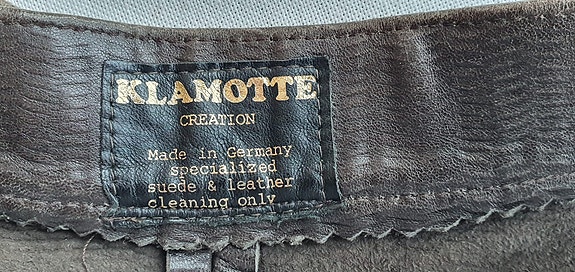 KLAMOTTE
CREATION
Made in Germany
specialized
suede & leather
cleaning only